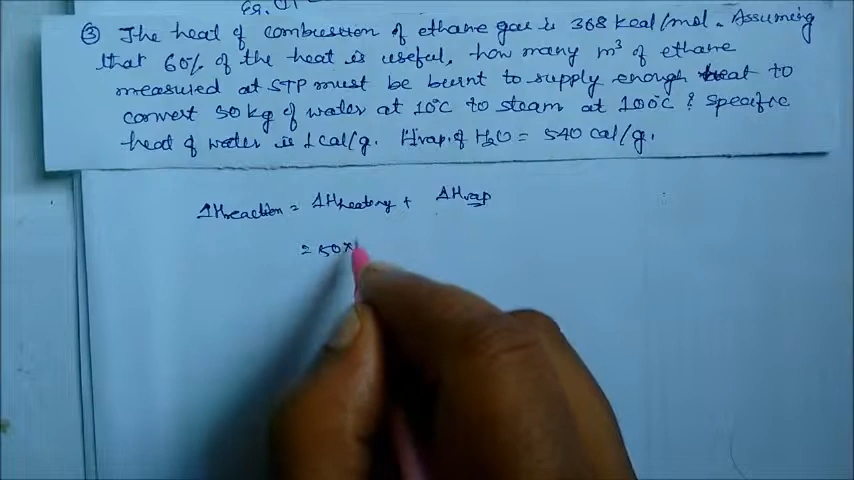 ③ The heat of combustion of ethane gas is 368 kcal/mol. Assuming
that 60% of the heat is useful, how many m³ of ethane
measured at STP must be burnt to supply enough heat to
convert 50kg of water at 10°C to steam at 100°C ? Specific
heat of water is 1 cal/g. Hvap. of H₂O = 540 cal/g.
ΔHreaction = ΔHheating + ΔHvap
= 50×